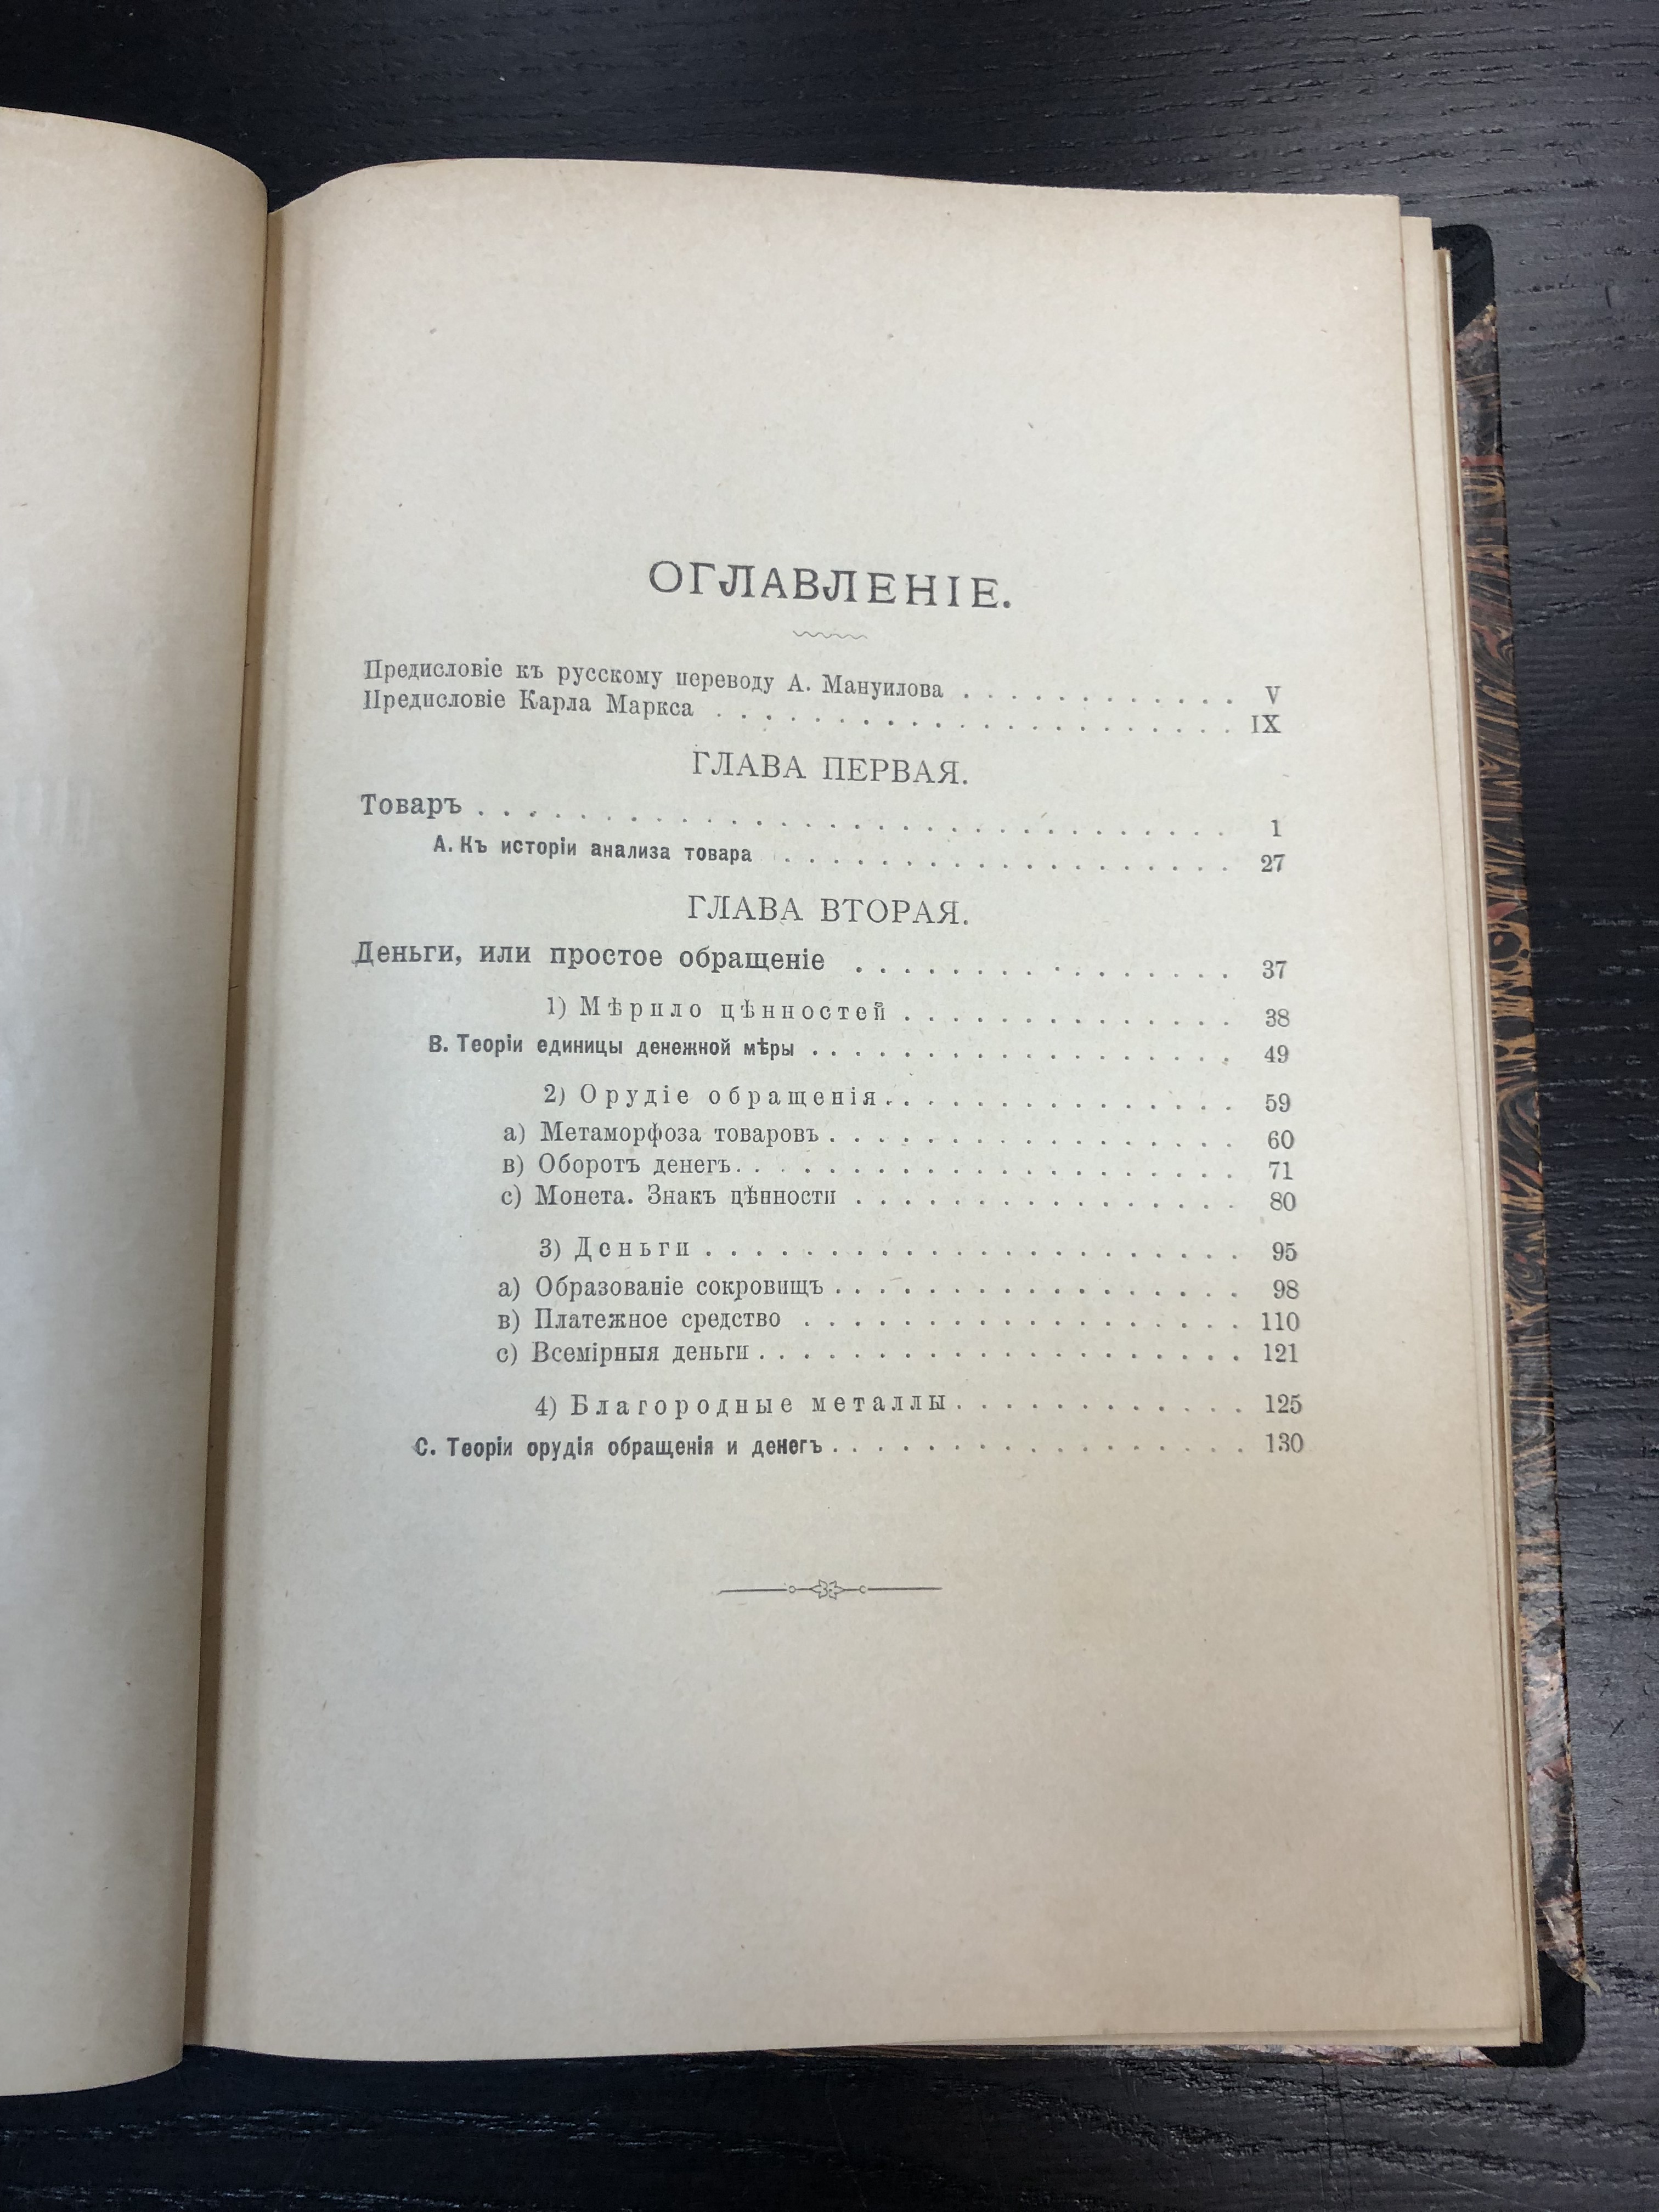 ОГЛАВЛЕНІЕ.
Предисловіе къ русскому переводу А. Мануилова . . . . . . . . . . . . V
Предисловіе Карла Маркса . . . . . . . . . . . . . . . . . . . . . . IX
ГЛАВА ПЕРВАЯ.
Товаръ . . . . . . . . . . . . . . . . . . . . . . . . . . . . . . 1
А. Къ исторіи анализа товара . . . . . . . . . . . . . . . . . . . 27
ГЛАВА ВТОРАЯ.
Деньги, или простое обращеніе . . . . . . . . . . . . . . . . 37
1) Мѣрило цѣнностей . . . . . . . . . . . . . . 38
В. Теоріи единицы денежной мѣры . . . . . . . . . . . . . . . . . . 49
2) Орудіе обращенія . . . . . . . . . . . . . . . 59
а) Метаморфоза товаровъ . . . . . . . . . . . . . . . . . 60
в) Оборотъ денегъ . . . . . . . . . . . . . . . . . . . . . 71
с) Монета. Знакъ цѣнности . . . . . . . . . . . . . . . . 80
3) Деньги . . . . . . . . . . . . . . . . . . . . . . 95
а) Образованіе сокровищъ . . . . . . . . . . . . . . . . . 98
в) Платежное средство . . . . . . . . . . . . . . . . . . . 110
с) Всемірныя деньги . . . . . . . . . . . . . . . . . . . . 121
4) Благородные металлы . . . . . . . . . . . . 125
С. Теоріи орудія обращенія и денегъ . . . . . . . . . . . . . . . . . 130